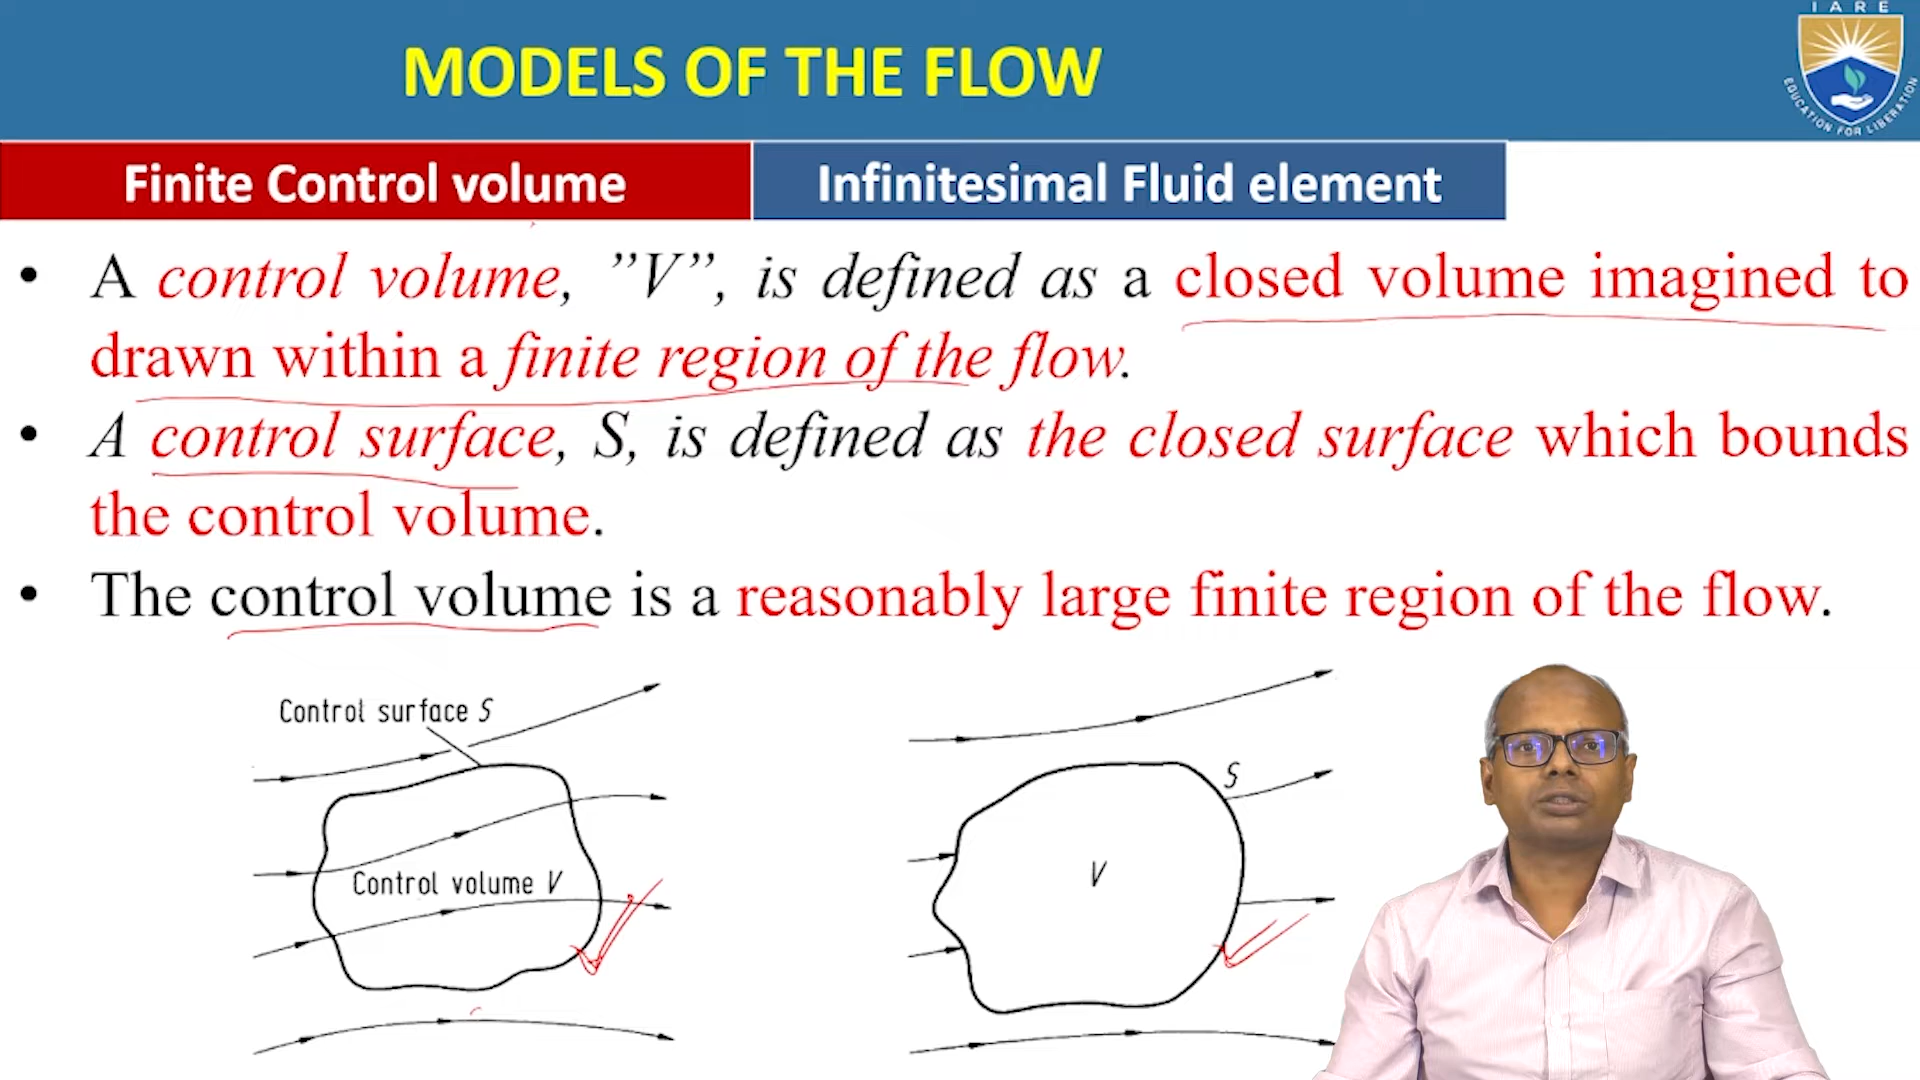 IARE
MODELS OF THE FLOW
EDUCATION FOR LIBERATION
Finite Control volume
Infinitesimal Fluid element
• A control volume, ”V”, is defined as a closed volume imagined to
drawn within a finite region of the flow.
• A control surface, S, is defined as the closed surface which bounds
the control volume.
• The control volume is a reasonably large finite region of the flow.
Control surface S
S
Control volume V
V